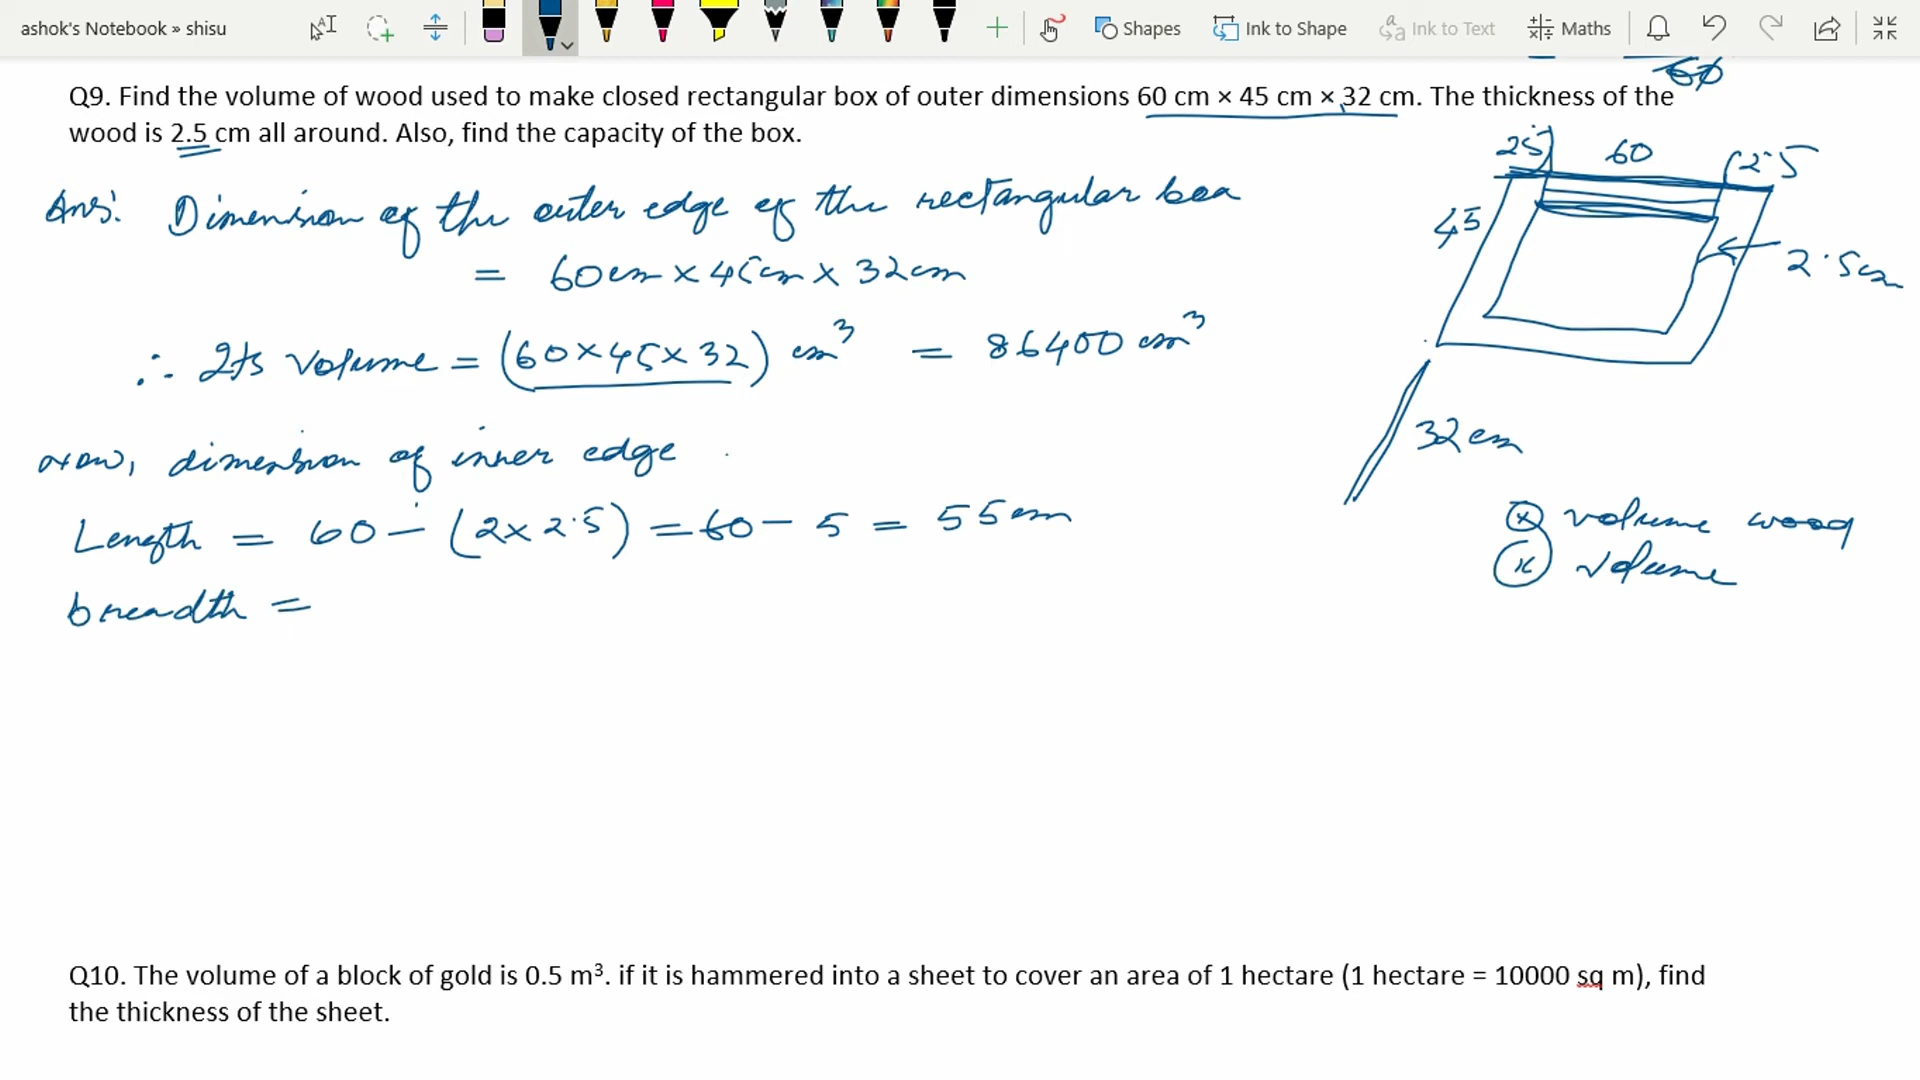 ashok's Notebook » shisu
Shapes
Ink to Shape
Ink to Text
Maths
60
Q9. Find the volume of wood used to make closed rectangular box of outer dimensions 60 cm × 45 cm × 32 cm. The thickness of the
wood is 2.5 cm all around. Also, find the capacity of the box.
25 60 2.5
45
2.5cm
32cm
Ans: Dimension of the outer edge of the rectangular box
= 60cm × 45cm × 32cm
∴ Its volume = (60×45×32) cm³ = 86400 cm³
now, dimension of inner edge
Length = 60 - (2×2.5) = 60 - 5 = 55cm
breadth =
volume wood
volume
Q10. The volume of a block of gold is 0.5 m³. if it is hammered into a sheet to cover an area of 1 hectare (1 hectare = 10000 sq m), find
the thickness of the sheet.